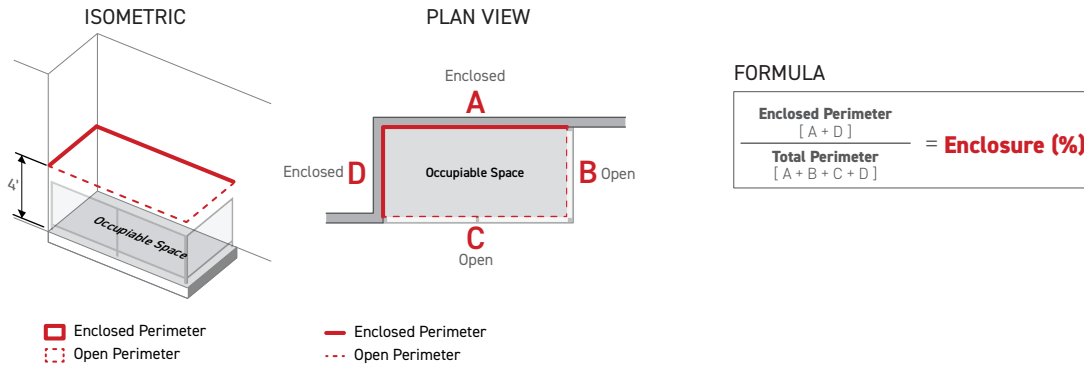 ISOMETRIC
4'
Occupiable Space
Enclosed Perimeter
Open Perimeter
PLAN VIEW
Enclosed
A
Enclosed D
Occupiable Space
B Open
C
Open
Enclosed Perimeter
Open Perimeter
FORMULA
Enclosed Perimeter
[ A + D ]
Total Perimeter
[ A + B + C + D ]
= Enclosure (%)